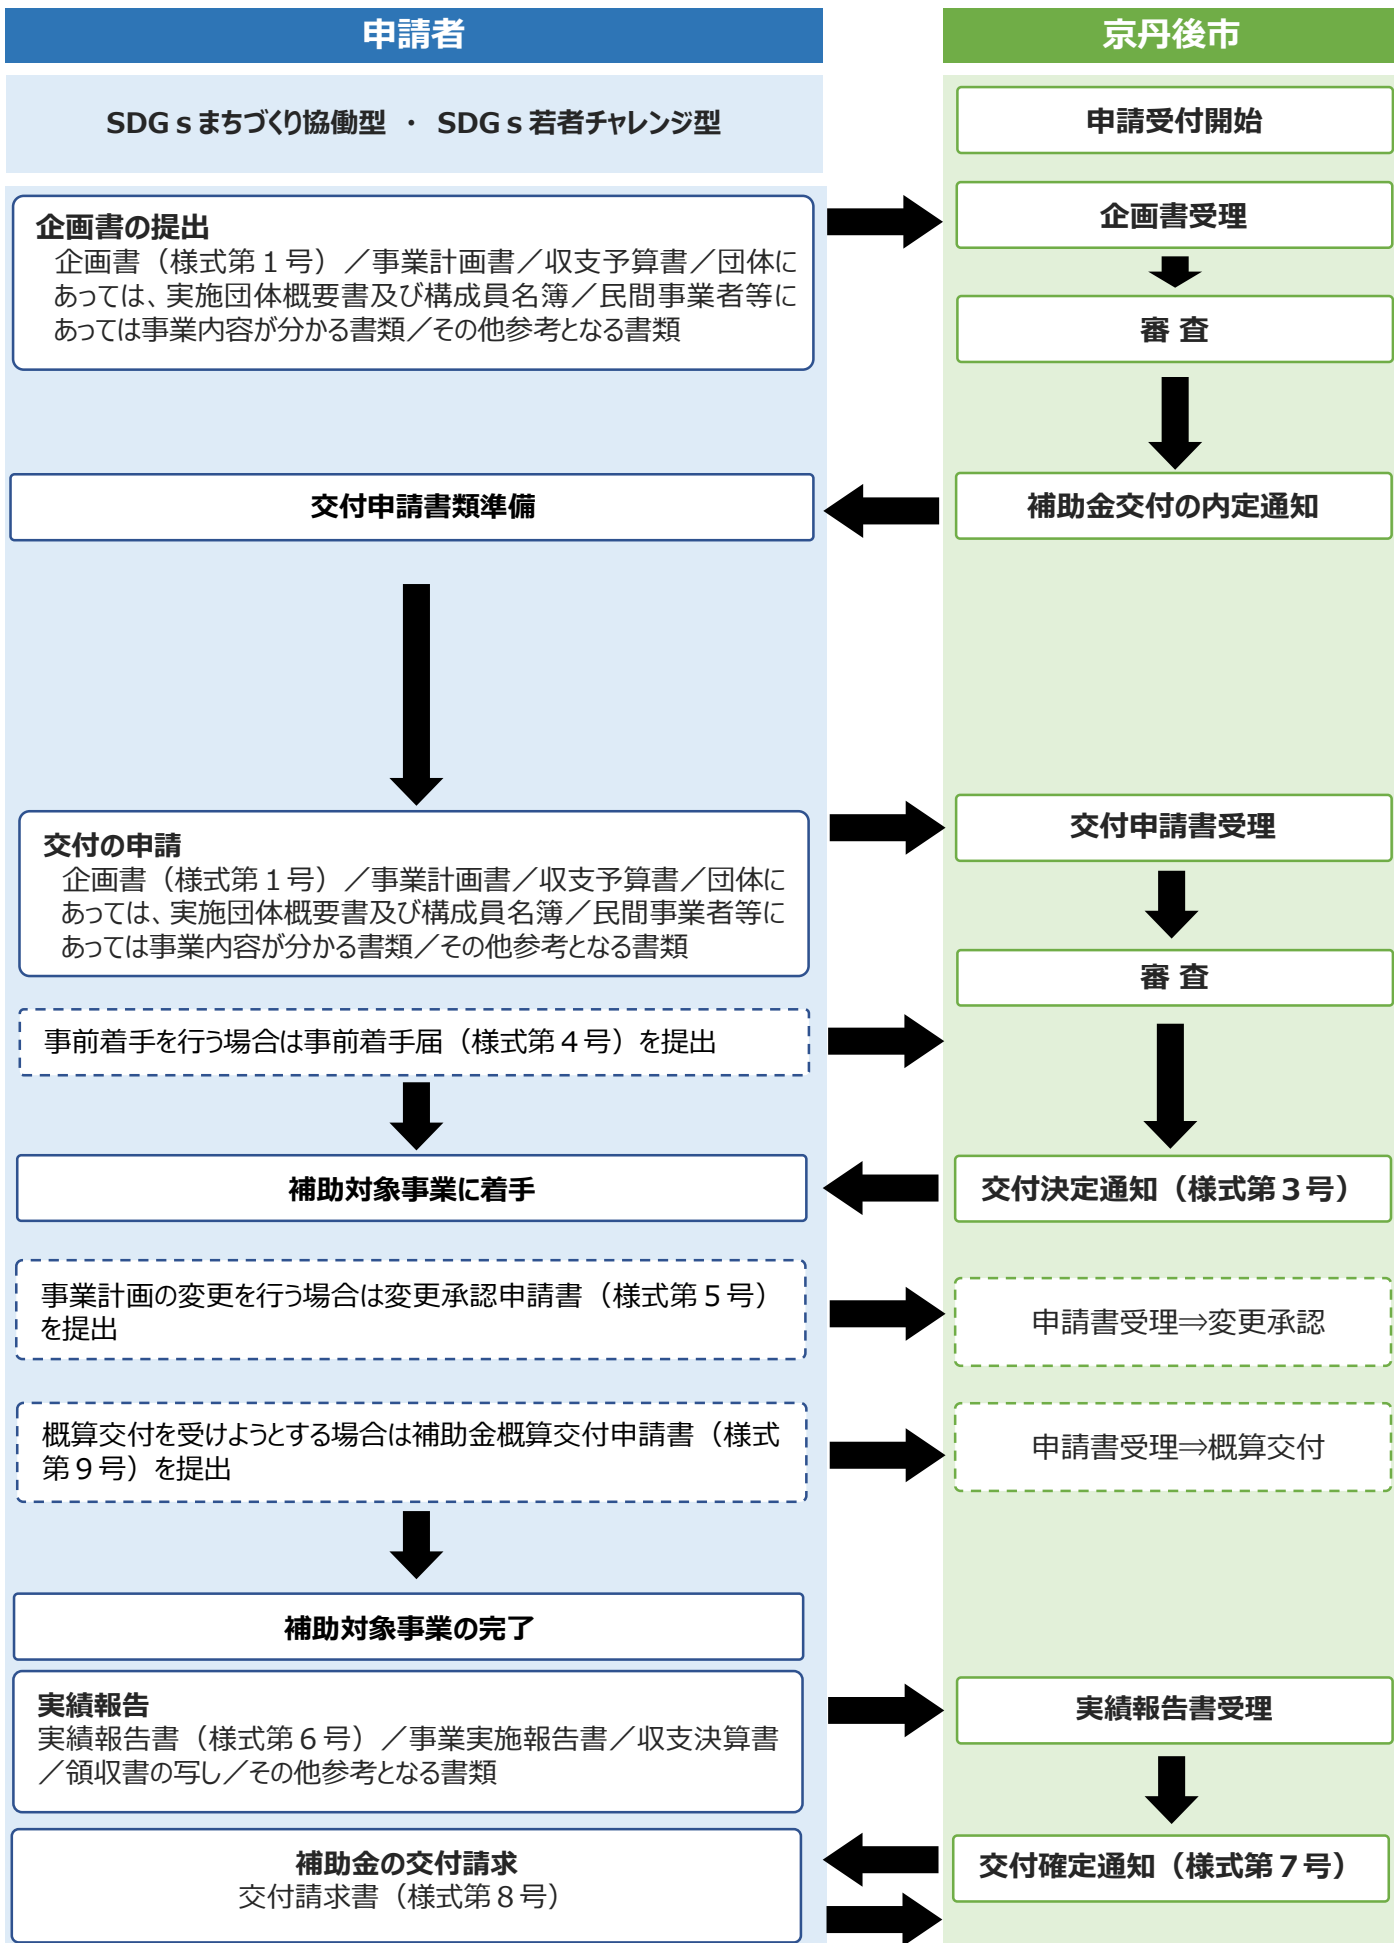 申請者
京丹後市
SDGｓまちづくり協働型 ・ SDGｓ若者チャレンジ型
申請受付開始
企画書の提出
企画書（様式第１号）／事業計画書／収支予算書／団体に
あっては、実施団体概要書及び構成員名簿／民間事業者等に
あっては事業内容が分かる書類／その他参考となる書類
企画書受理
審 査
交付申請書類準備
補助金交付の内定通知
交付の申請
企画書（様式第１号）／事業計画書／収支予算書／団体に
あっては、実施団体概要書及び構成員名簿／民間事業者等に
あっては事業内容が分かる書類／その他参考となる書類
交付申請書受理
審 査
事前着手を行う場合は事前着手届（様式第４号）を提出
補助対象事業に着手
交付決定通知（様式第３号）
事業計画の変更を行う場合は変更承認申請書（様式第５号）
を提出
申請書受理⇒変更承認
概算交付を受けようとする場合は補助金概算交付申請書（様式
第９号）を提出
申請書受理⇒概算交付
補助対象事業の完了
実績報告
実績報告書（様式第６号）／事業実施報告書／収支決算書
／領収書の写し／その他参考となる書類
実績報告書受理
補助金の交付請求
交付請求書（様式第８号）
交付確定通知（様式第７号）